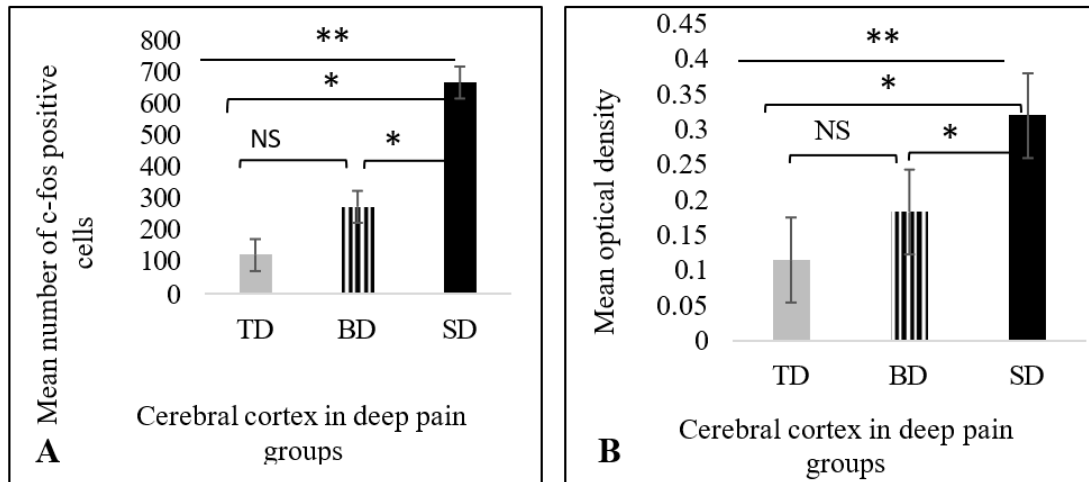 Mean number of c-fos positive
cells
800
700
600
500
400
300
200
100
0
**
*
NS
*
TD BD SD
Cerebral cortex in deep pain
groups
A
Mean optical density
0.45
0.4
0.35
0.3
0.25
0.2
0.15
0.1
0.05
0
**
*
NS
*
TD BD SD
Cerebral cortex in deep pain
groups
B